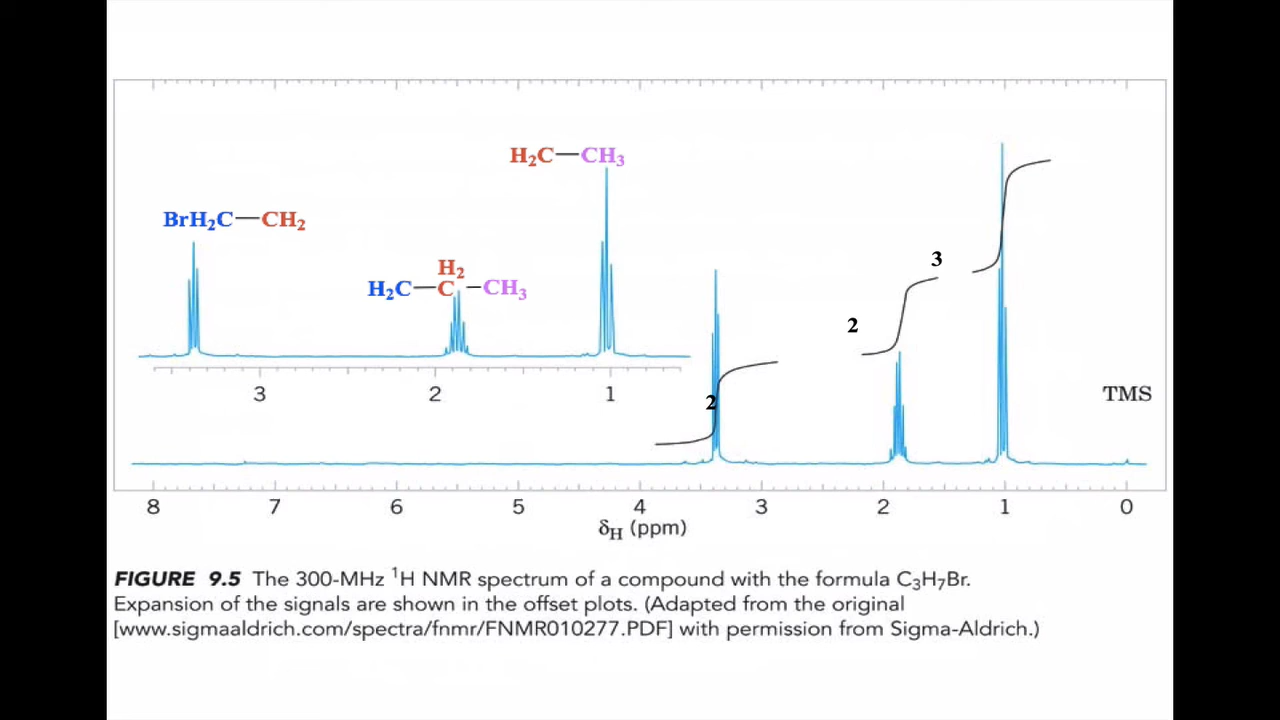 H₂C—CH₃
BrH₂C—CH₂
H₂
H₂C—C—CH₃
3
2
2
3 2 1
TMS
8 7 6 5 4 3 2 1 0
δH (ppm)
FIGURE 9.5 The 300-MHz ¹H NMR spectrum of a compound with the formula C₃H₇Br.
Expansion of the signals are shown in the offset plots. (Adapted from the original
[www.sigmaaldrich.com/spectra/fnmr/FNMR010277.PDF] with permission from Sigma-Aldrich.)